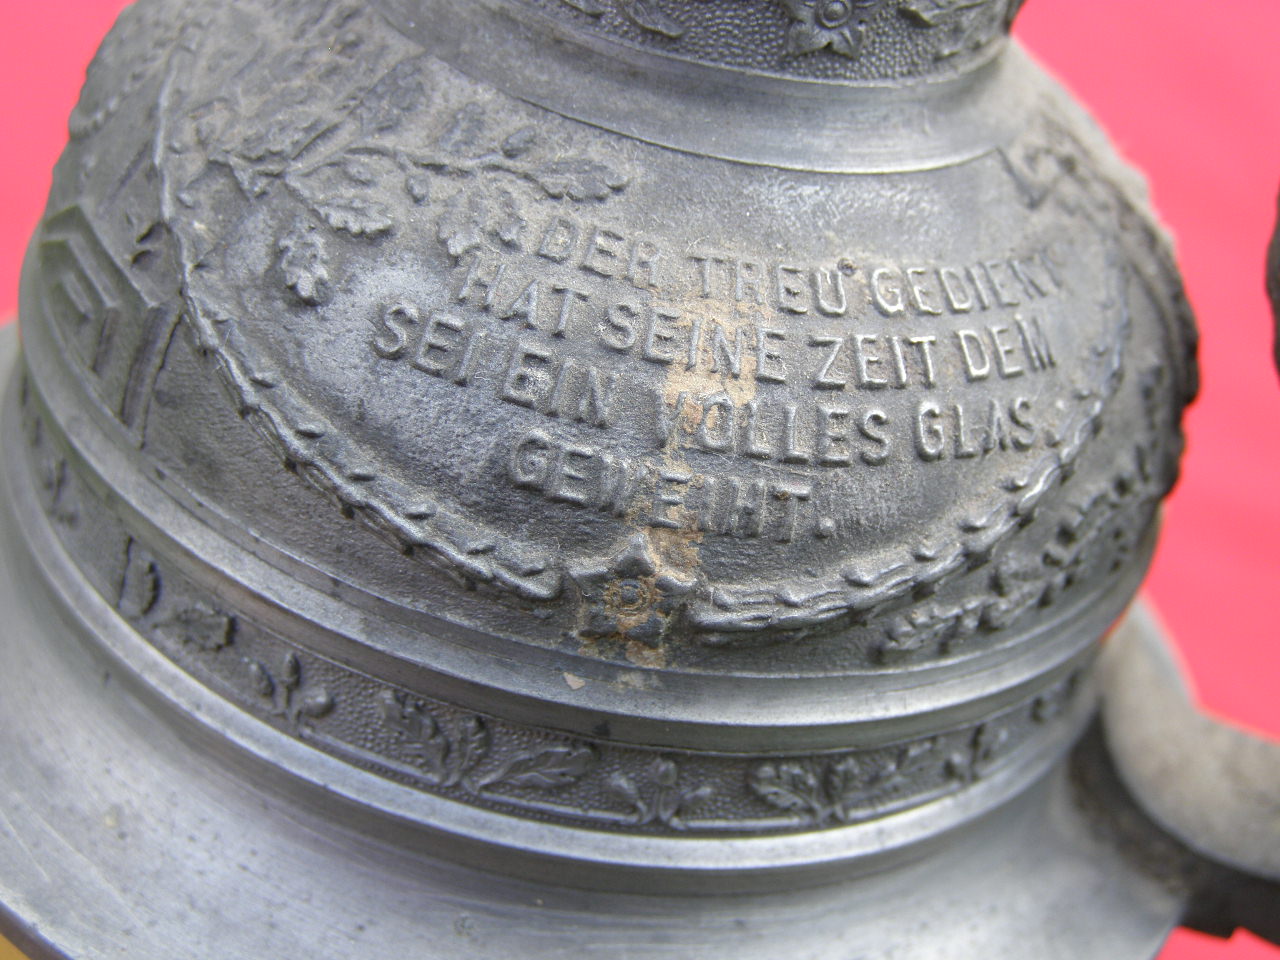 DER TREU GEDIENT
HAT SEINE ZEIT DEM
SEI EIN VOLLES GLAS
GEWEIHT.